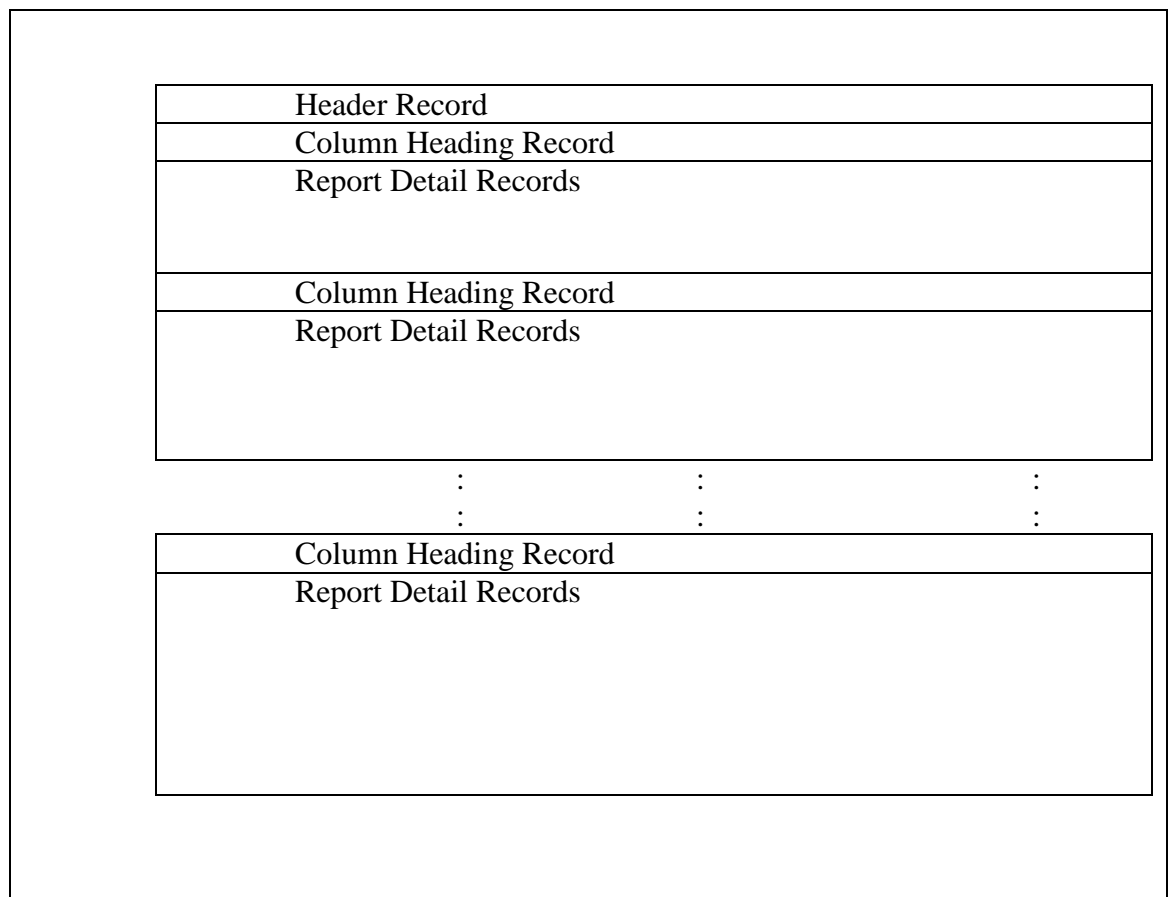 Header Record
Column Heading Record
Report Detail Records
Column Heading Record
Report Detail Records
: : :
: : :
Column Heading Record
Report Detail Records